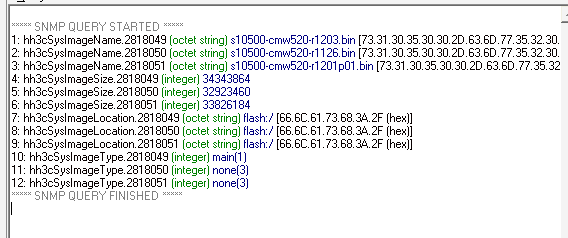 ***** SNMP QUERY STARTED *****
1: hh3cSysImageName.2818049 (octet string) s10500-cmw520-r1203.bin [73.31.30.35.30.30.2D.63.6D.77.35.32.30.
2: hh3cSysImageName.2818050 (octet string) s10500-cmw520-r1126.bin [73.31.30.35.30.30.2D.63.6D.77.35.32.30.
3: hh3cSysImageName.2818051 (octet string) s10500-cmw520-r1201p01.bin [73.31.30.35.30.30.2D.63.6D.77.35.32
4: hh3cSysImageSize.2818049 (integer) 34343864
5: hh3cSysImageSize.2818050 (integer) 32923460
6: hh3cSysImageSize.2818051 (integer) 33826184
7: hh3cSysImageLocation.2818049 (octet string) flash:/ [66.6C.61.73.68.3A.2F (hex)]
8: hh3cSysImageLocation.2818050 (octet string) flash:/ [66.6C.61.73.68.3A.2F (hex)]
9: hh3cSysImageLocation.2818051 (octet string) flash:/ [66.6C.61.73.68.3A.2F (hex)]
10: hh3cSysImageType.2818049 (integer) main(1)
11: hh3cSysImageType.2818050 (integer) none(3)
12: hh3cSysImageType.2818051 (integer) none(3)
***** SNMP QUERY FINISHED *****